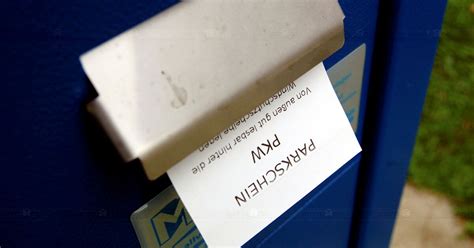 PARKSCHEIN
PKW
Von außen gut lesbar hinter die
Windschutzscheibe legen
M